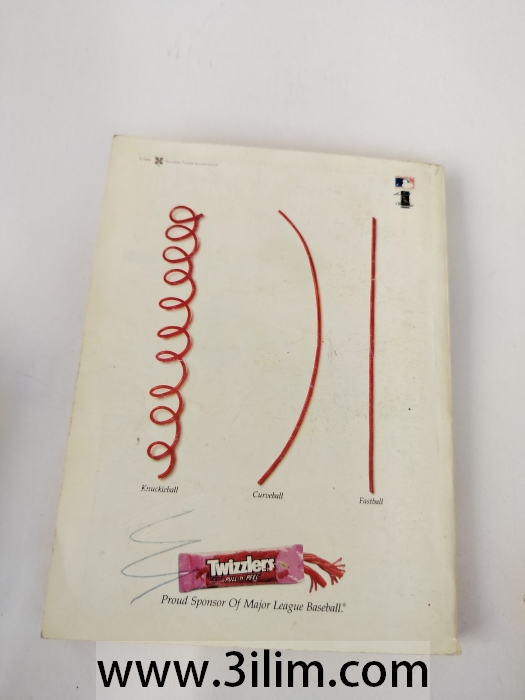 Knuckleball
Curveball
Fastball
Twizzlers
PULL 'N' PEEL
Proud Sponsor Of Major League Baseball.®
www.3ilim.com